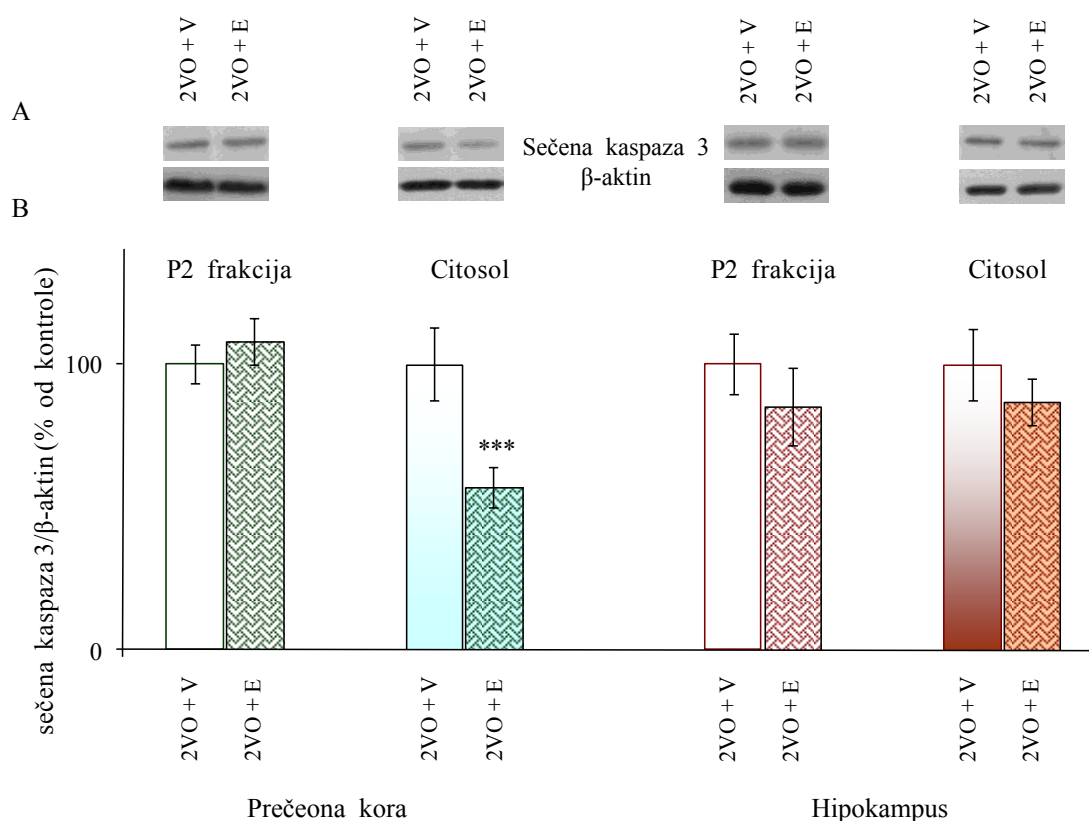 2VO + V
2VO + E
2VO + V
2VO + E
2VO + V
2VO + E
2VO + V
2VO + E
A
Sečena kaspaza 3
β-aktin
B
P2 frakcija
Citosol
P2 frakcija
Citosol
sečena kaspaza 3/β-aktin (% od kontrole)
100
***
0
2VO + V
2VO + E
2VO + V
2VO + E
2VO + V
2VO + E
2VO + V
2VO + E
Prečeona kora
Hipokampus